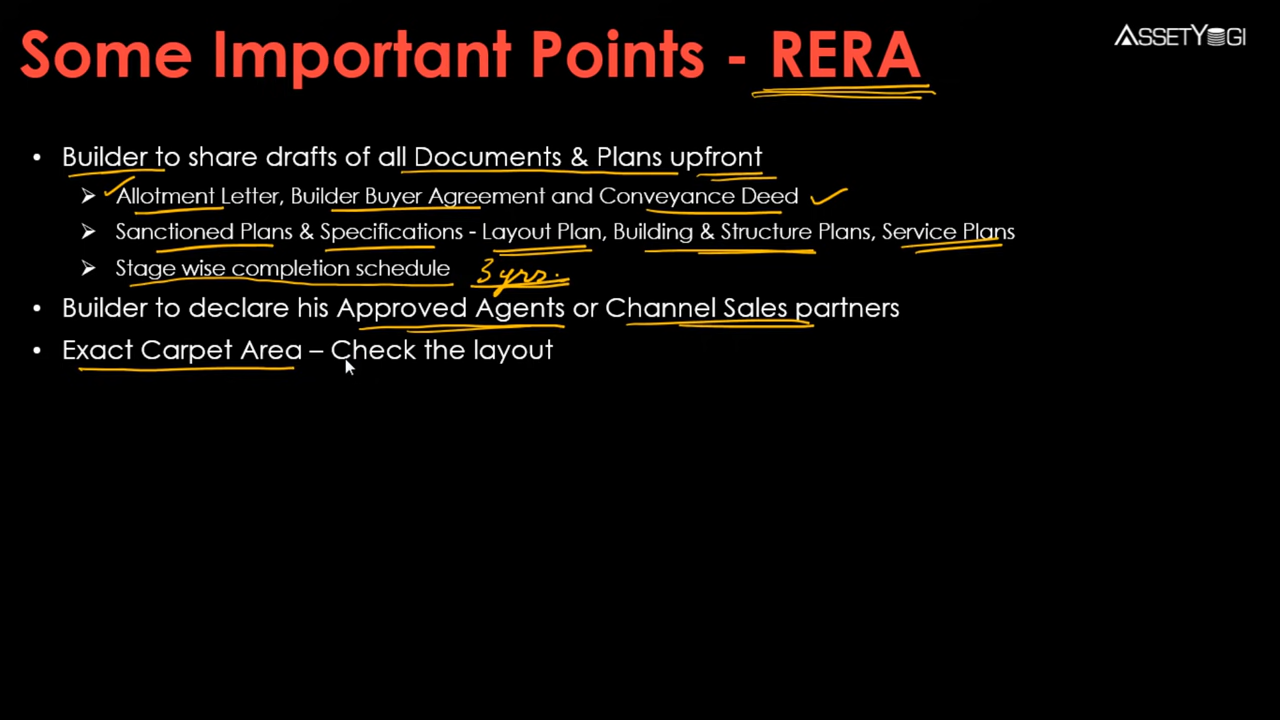 Some Important Points - RERA
ASSETYOGI
• Builder to share drafts of all Documents & Plans upfront
➢ Allotment Letter, Builder Buyer Agreement and Conveyance Deed
➢ Sanctioned Plans & Specifications - Layout Plan, Building & Structure Plans, Service Plans
➢ Stage wise completion schedule 3 yrs.
• Builder to declare his Approved Agents or Channel Sales partners
• Exact Carpet Area – Check the layout